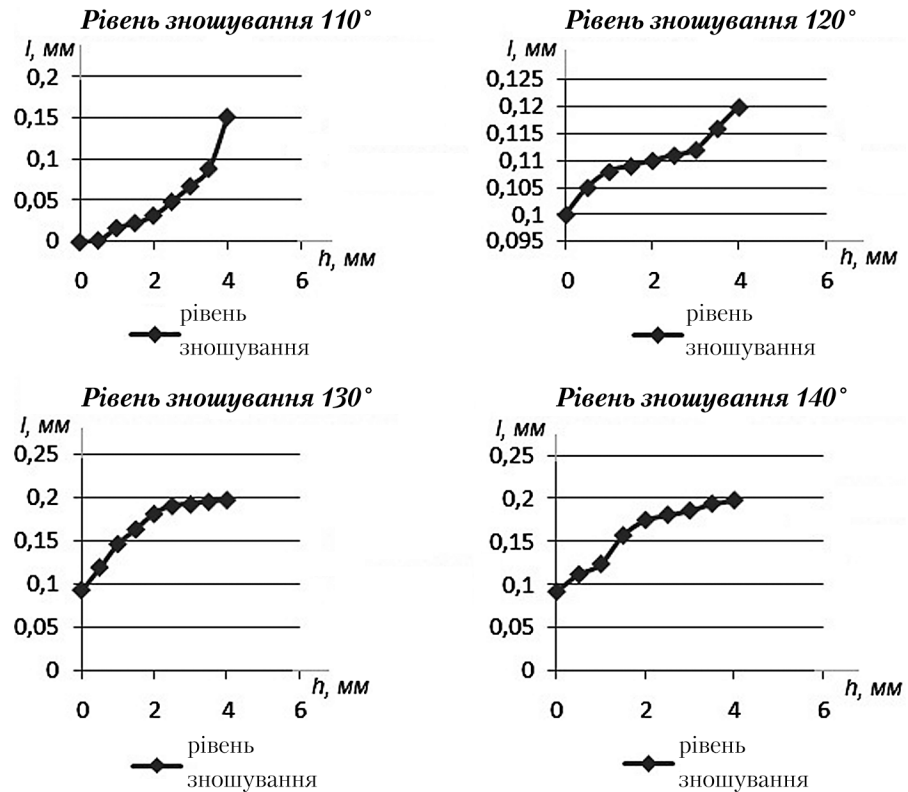 Рівень зношування 110°
l, мм
0,2
0,15
0,1
0,05
0
h, мм
0 2 4 6
рівень
зношування
Рівень зношування 120°
l, мм
0,125
0,12
0,115
0,11
0,105
0,1
0,095
h, мм
0 2 4 6
рівень
зношування
Рівень зношування 130°
l, мм
0,25
0,2
0,15
0,1
0,05
0
h, мм
0 2 4 6
рівень
зношування
Рівень зношування 140°
l, мм
0,25
0,2
0,15
0,1
0,05
0
h, мм
0 2 4 6
рівень
зношування